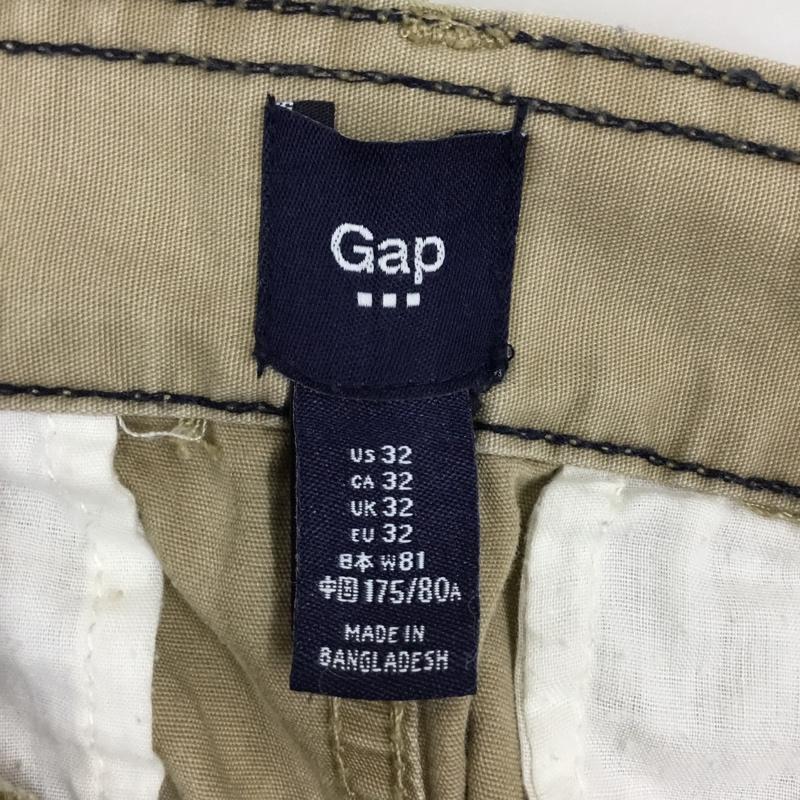 Gap
US 32
CA 32
UK 32
EU 32
日本 W81
中国 175/80A
MADE IN
BANGLADESH